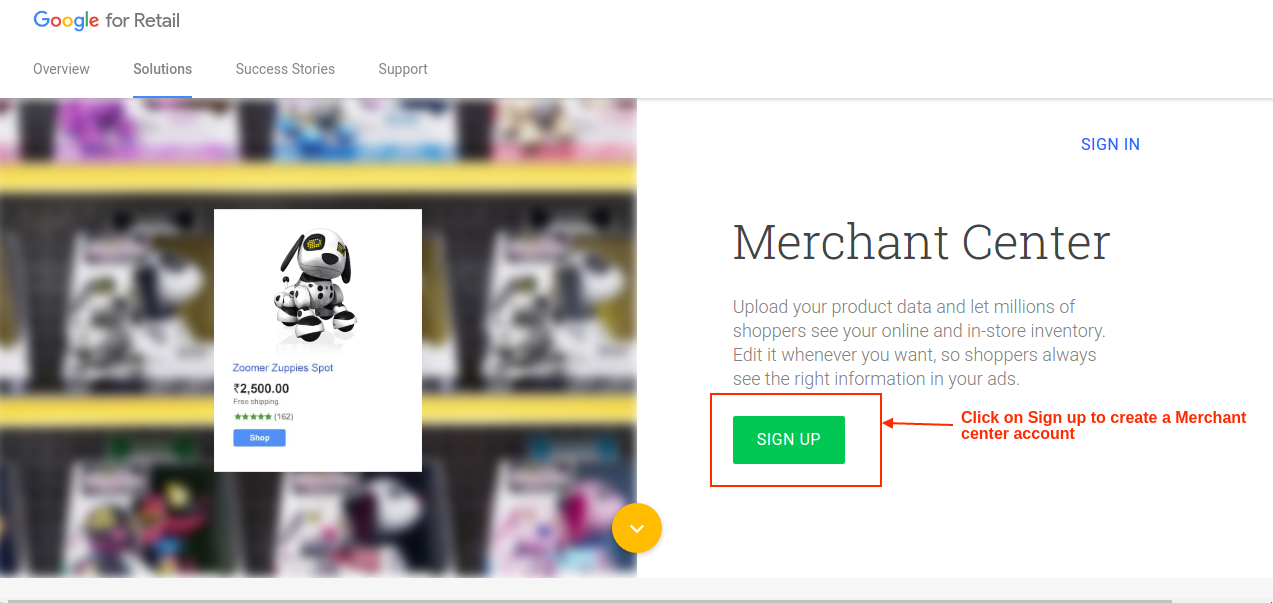 Google for Retail
Overview Solutions Success Stories Support
SIGN IN
Merchant Center
Upload your product data and let millions of
shoppers see your online and in-store inventory.
Edit it whenever you want, so shoppers always
see the right information in your ads.
SIGN UP
Click on Sign up to create a Merchant
center account
Zoomer Zuppies Spot
₹2,500.00
Free shipping.
★★★★★ (162)
Shop